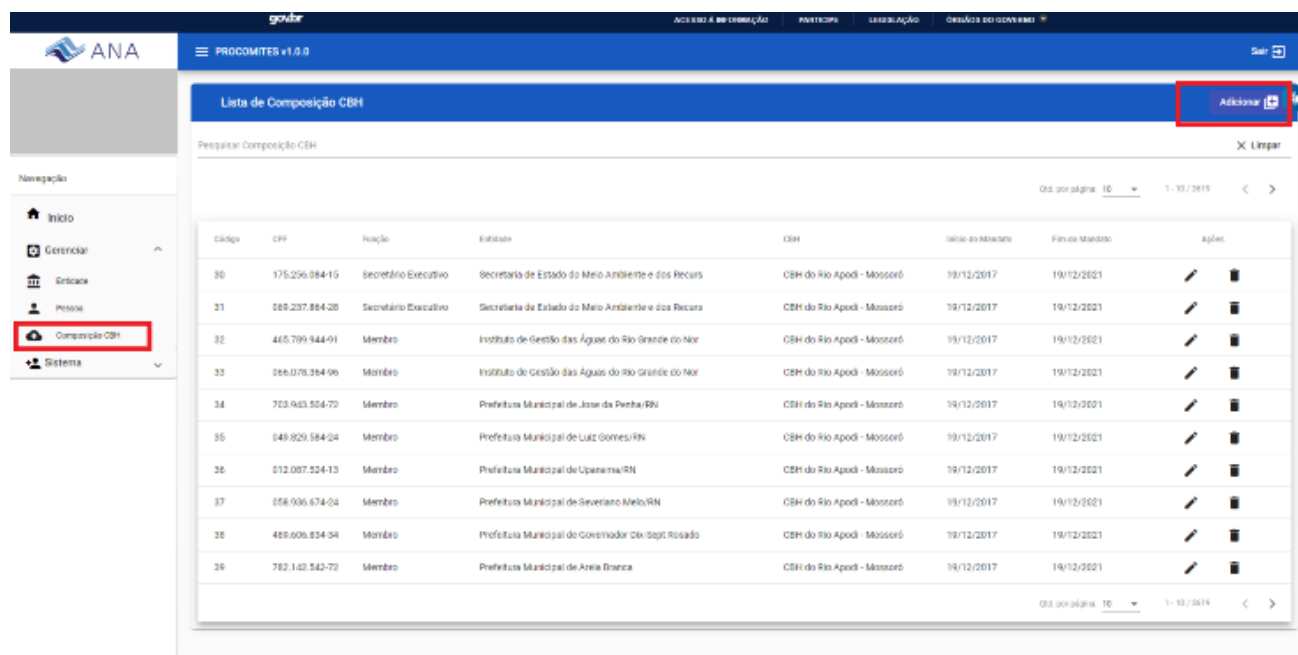 govbr
ACESSO À INFORMAÇÃO PARTICIPE LEGISLAÇÃO ÓRGÃOS DO GOVERNO
ANA
PROCOMITES v1.0.0 Sair
Lista de Composição CBH Adicionar
Pesquisar Composição CBH Limpar
Navegação
Início
Gerenciar
Entidade
Pessoa
Composição CBH
Sistema
Qtd. por página: 10 1 - 10 / 3619
Código CPF Função Entidade CBH Início do Mandato Fim do Mandato Ações
30 175.256.084-15 Secretário Executivo Secretaria de Estado do Meio Ambiente e dos Recurs CBH do Rio Apodi - Mossoró 19/12/2017 19/12/2021
31 069.237.864-28 Secretário Executivo Secretaria de Estado do Meio Ambiente e dos Recurs CBH do Rio Apodi - Mossoró 19/12/2017 19/12/2021
32 465.789.944-91 Membro Instituto de Gestão das Águas do Rio Grande do Nor CBH do Rio Apodi - Mossoró 19/12/2017 19/12/2021
33 066.078.364-96 Membro Instituto de Gestão das Águas do Rio Grande do Nor CBH do Rio Apodi - Mossoró 19/12/2017 19/12/2021
34 703.943.504-72 Membro Prefeitura Municipal de Jose da Penha/RN CBH do Rio Apodi - Mossoró 19/12/2017 19/12/2021
35 049.829.584-24 Membro Prefeitura Municipal de Luiz Gomes/RN CBH do Rio Apodi - Mossoró 19/12/2017 19/12/2021
36 012.087.524-13 Membro Prefeitura Municipal de Upanema/RN CBH do Rio Apodi - Mossoró 19/12/2017 19/12/2021
37 058.936.674-24 Membro Prefeitura Municipal de Severiano Melo/RN CBH do Rio Apodi - Mossoró 19/12/2017 19/12/2021
38 489.606.834-34 Membro Prefeitura Municipal de Governador Dix-Sept Rosado CBH do Rio Apodi - Mossoró 19/12/2017 19/12/2021
39 782.142.542-72 Membro Prefeitura Municipal de Areia Branca CBH do Rio Apodi - Mossoró 19/12/2017 19/12/2021
Qtd. por página: 10 1 - 10 / 3619